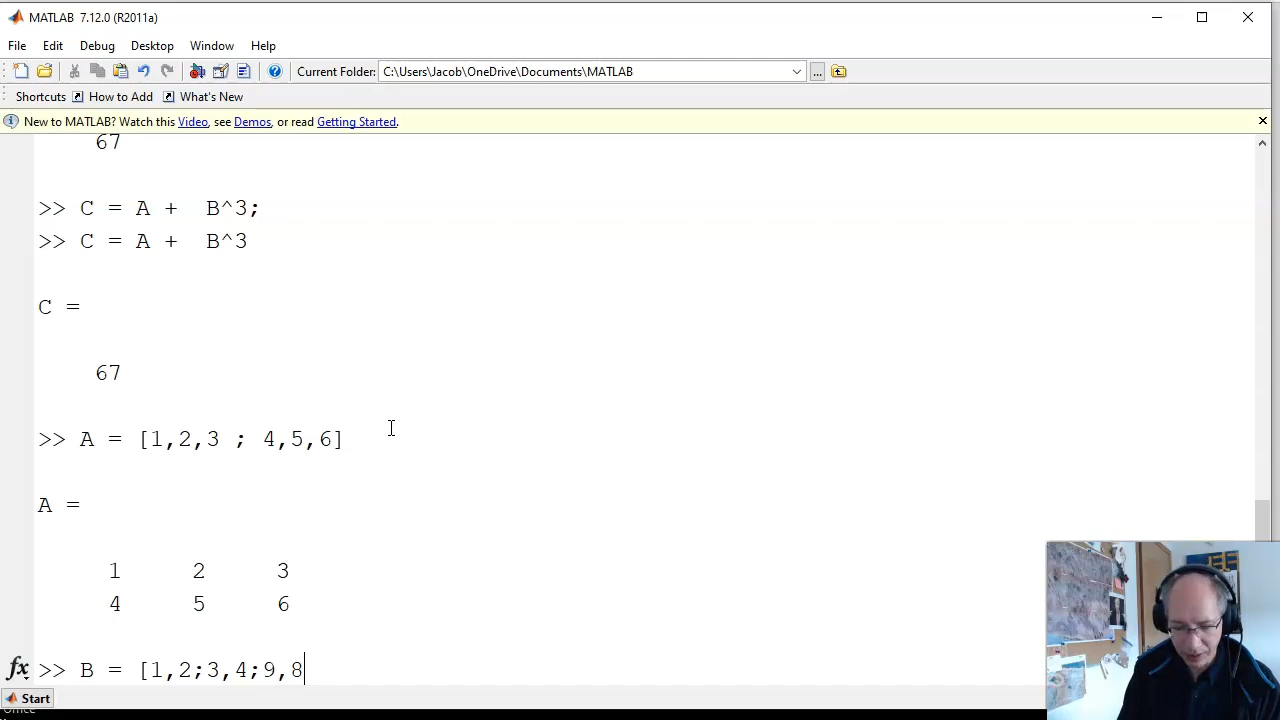 MATLAB 7.12.0 (R2011a)
File Edit Debug Desktop Window Help
Current Folder: C:\Users\Jacob\OneDrive\Documents\MATLAB ...
Shortcuts How to Add What's New
New to MATLAB? Watch this Video, see Demos, or read Getting Started.
67
>> C = A +  B^3;
>> C = A +  B^3
C =
67
>> A = [1,2,3 ; 4,5,6]
A =
1 2 3
4 5 6
fx >> B = [1,2;3,4;9,8
Start
Office